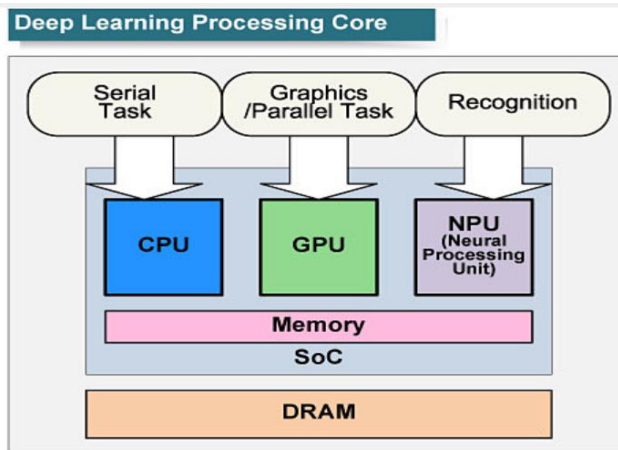 Deep Learning Processing Core
Serial
Task
Graphics
/Parallel Task
Recognition
CPU
GPU
NPU
(Neural
Processing
Unit)
Memory
SoC
DRAM